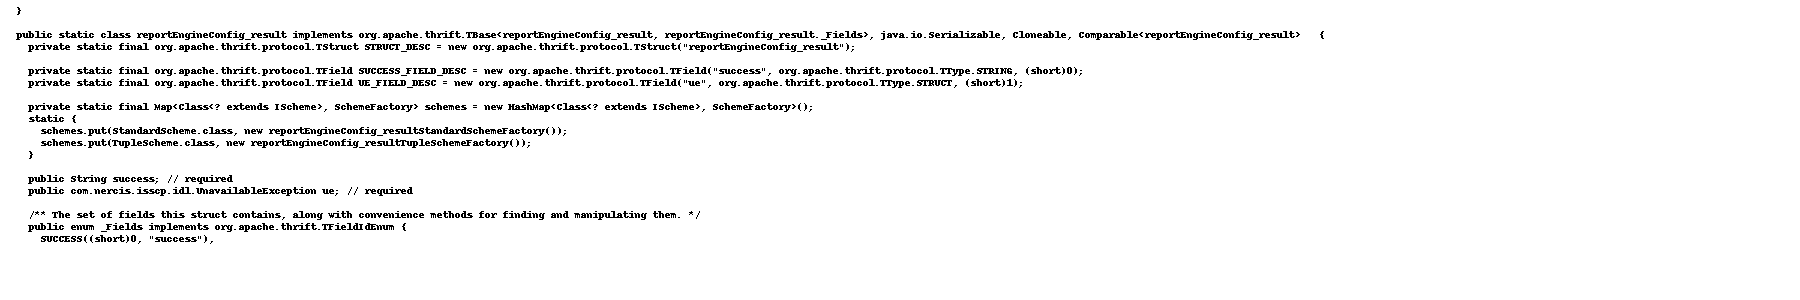 }
public static class reportEngineConfig_result implements org.apache.thrift.TBase<reportEngineConfig_result, reportEngineConfig_result._Fields>, java.io.Serializable, Cloneable, Comparable<reportEngineConfig_result>   {
private static final org.apache.thrift.protocol.TStruct STRUCT_DESC = new org.apache.thrift.protocol.TStruct("reportEngineConfig_result");
private static final org.apache.thrift.protocol.TField SUCCESS_FIELD_DESC = new org.apache.thrift.protocol.TField("success", org.apache.thrift.protocol.TType.STRING, (short)0);
private static final org.apache.thrift.protocol.TField UE_FIELD_DESC = new org.apache.thrift.protocol.TField("ue", org.apache.thrift.protocol.TType.STRUCT, (short)1);
private static final Map<Class<? extends IScheme>, SchemeFactory> schemes = new HashMap<Class<? extends IScheme>, SchemeFactory>();
static {
schemes.put(StandardScheme.class, new reportEngineConfig_resultStandardSchemeFactory());
schemes.put(TupleScheme.class, new reportEngineConfig_resultTupleSchemeFactory());
}
public String success; // required
public com.nercis.isscp.idl.UnavailableException ue; // required
/** The set of fields this struct contains, along with convenience methods for finding and manipulating them. */
public enum _Fields implements org.apache.thrift.TFieldIdEnum {
SUCCESS((short)0, "success"),